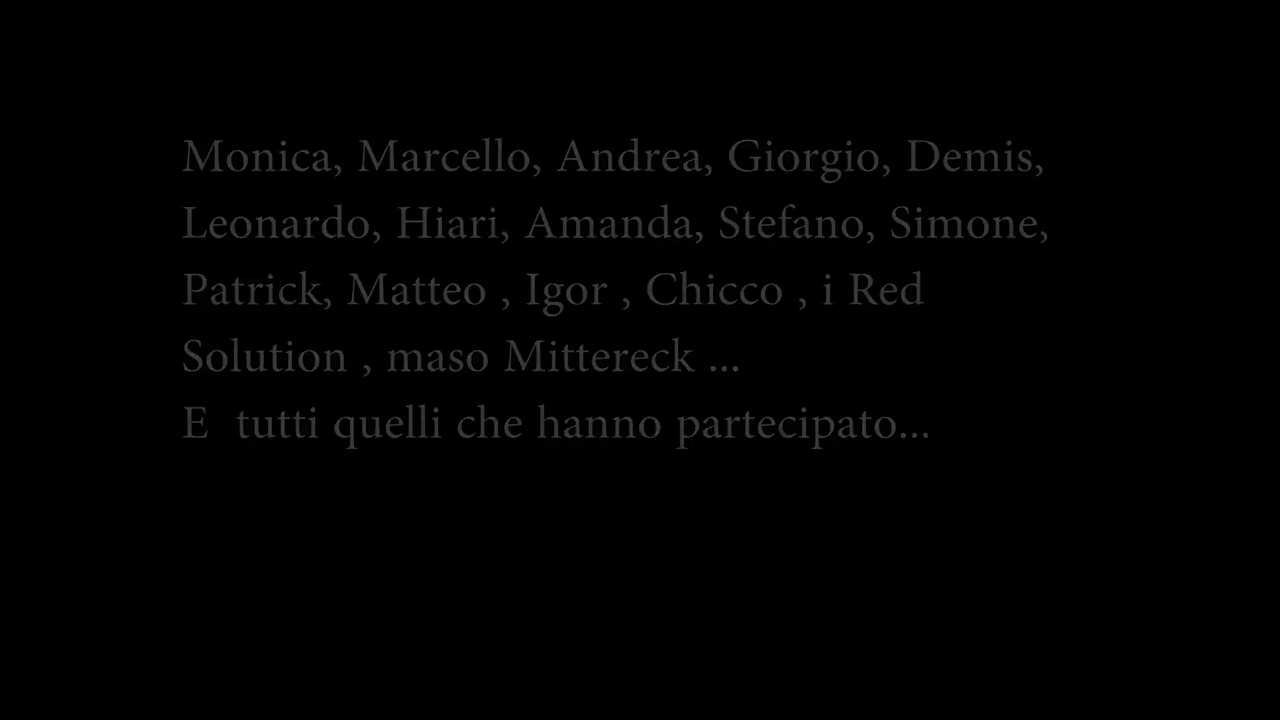 Monica, Marcello, Andrea, Giorgio, Demis,
Leonardo, Hiari, Amanda, Stefano, Simone,
Patrick, Matteo , Igor , Chicco , i Red
Solution , maso Mittereck ...
E  tutti quelli che hanno partecipato...